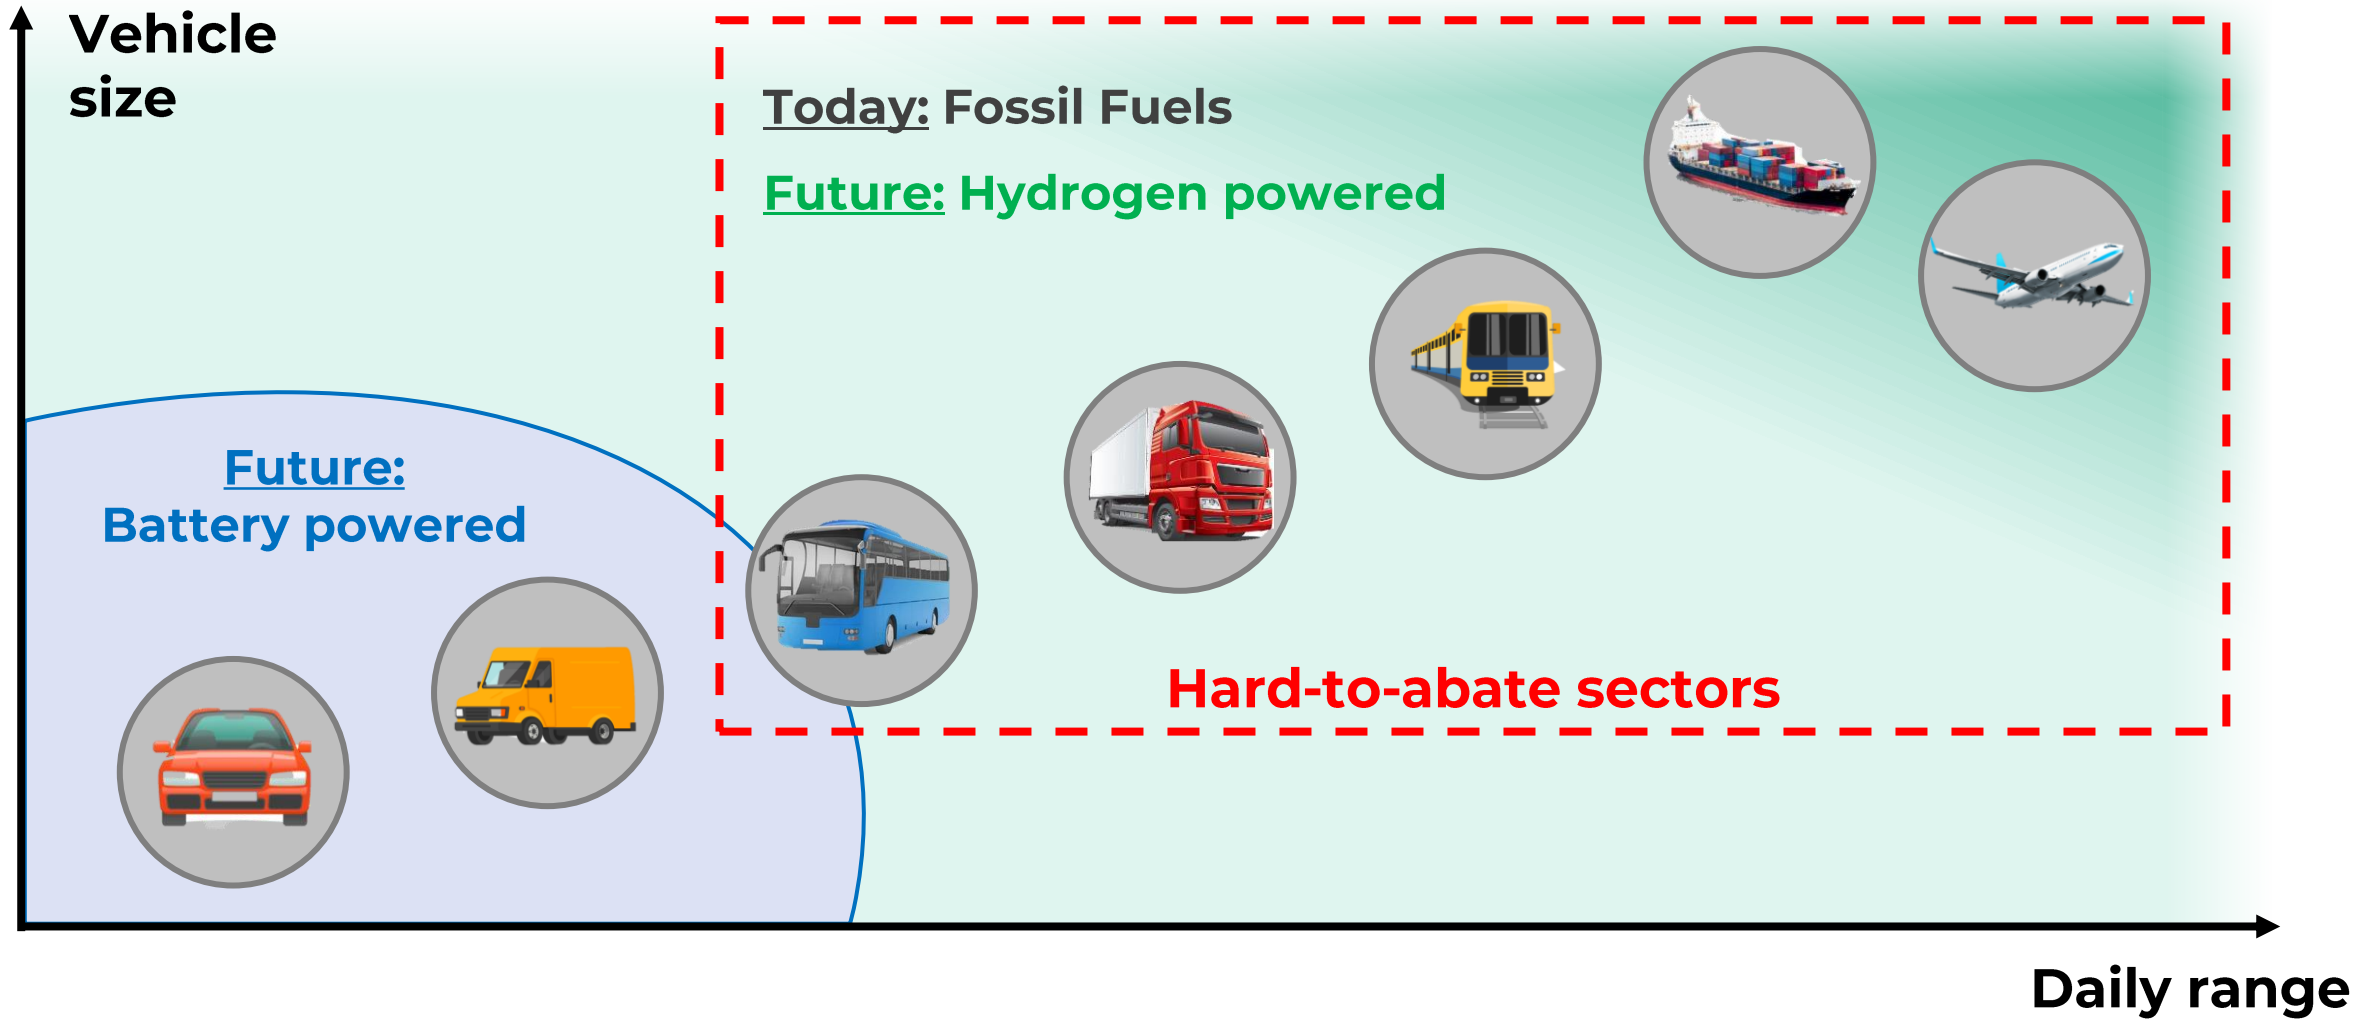 Vehicle
size
Today: Fossil Fuels
Future: Hydrogen powered
Future:
Battery powered
Hard-to-abate sectors
Daily range